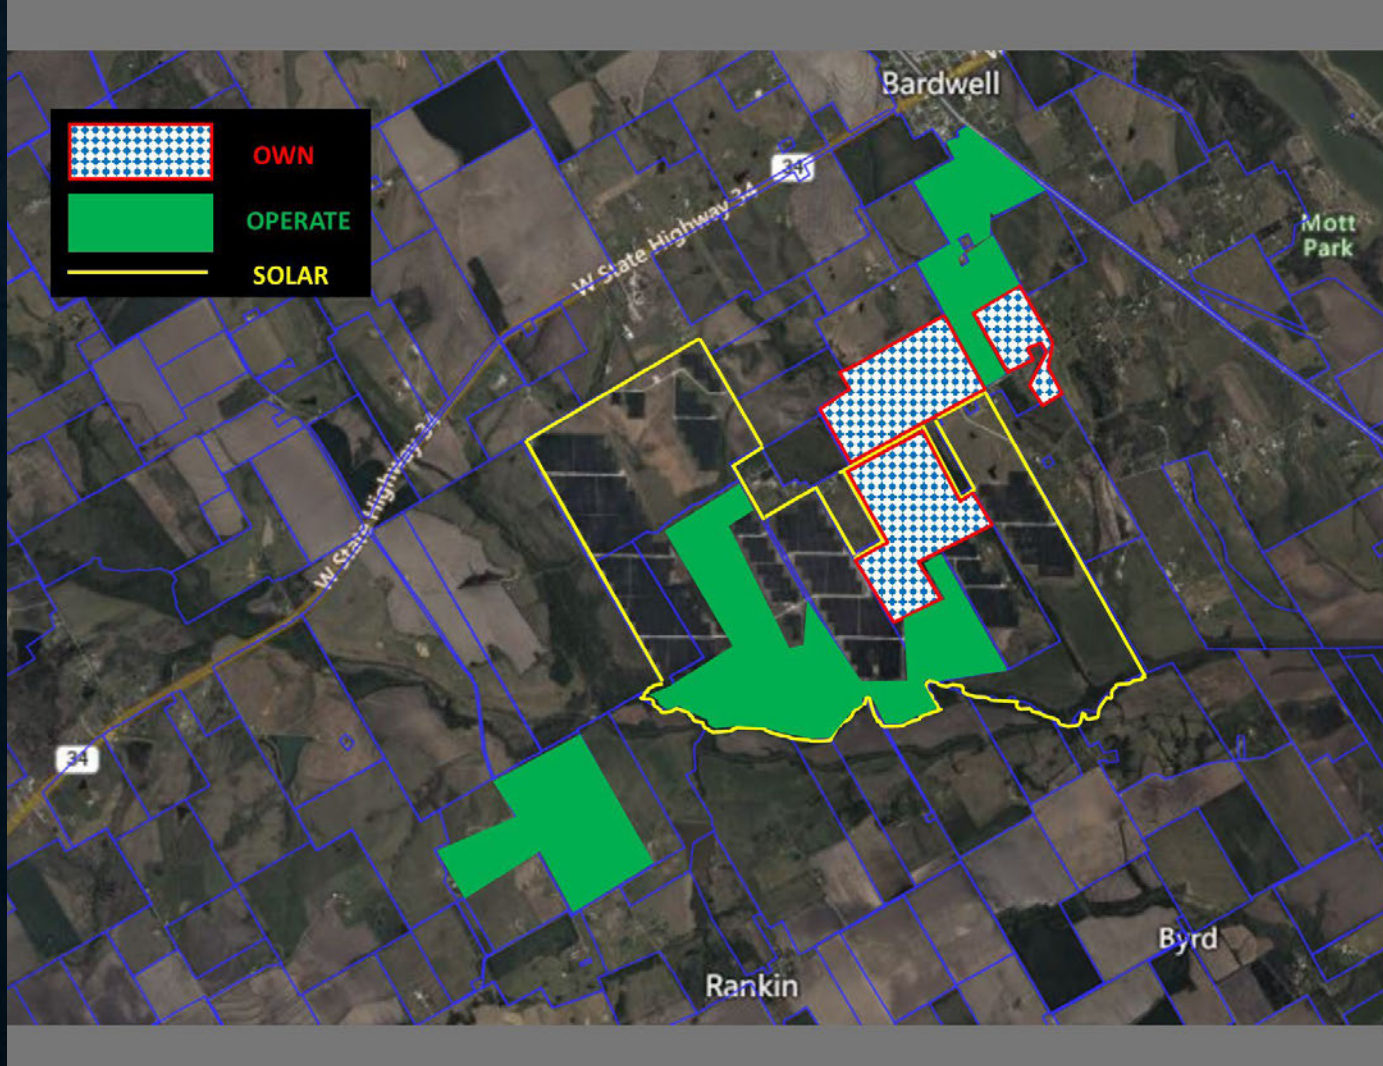 Bardwell
OWN
34
OPERATE
W State Highway 34
Mott
Park
SOLAR
W State Highway 34
34
Byrd
Rankin